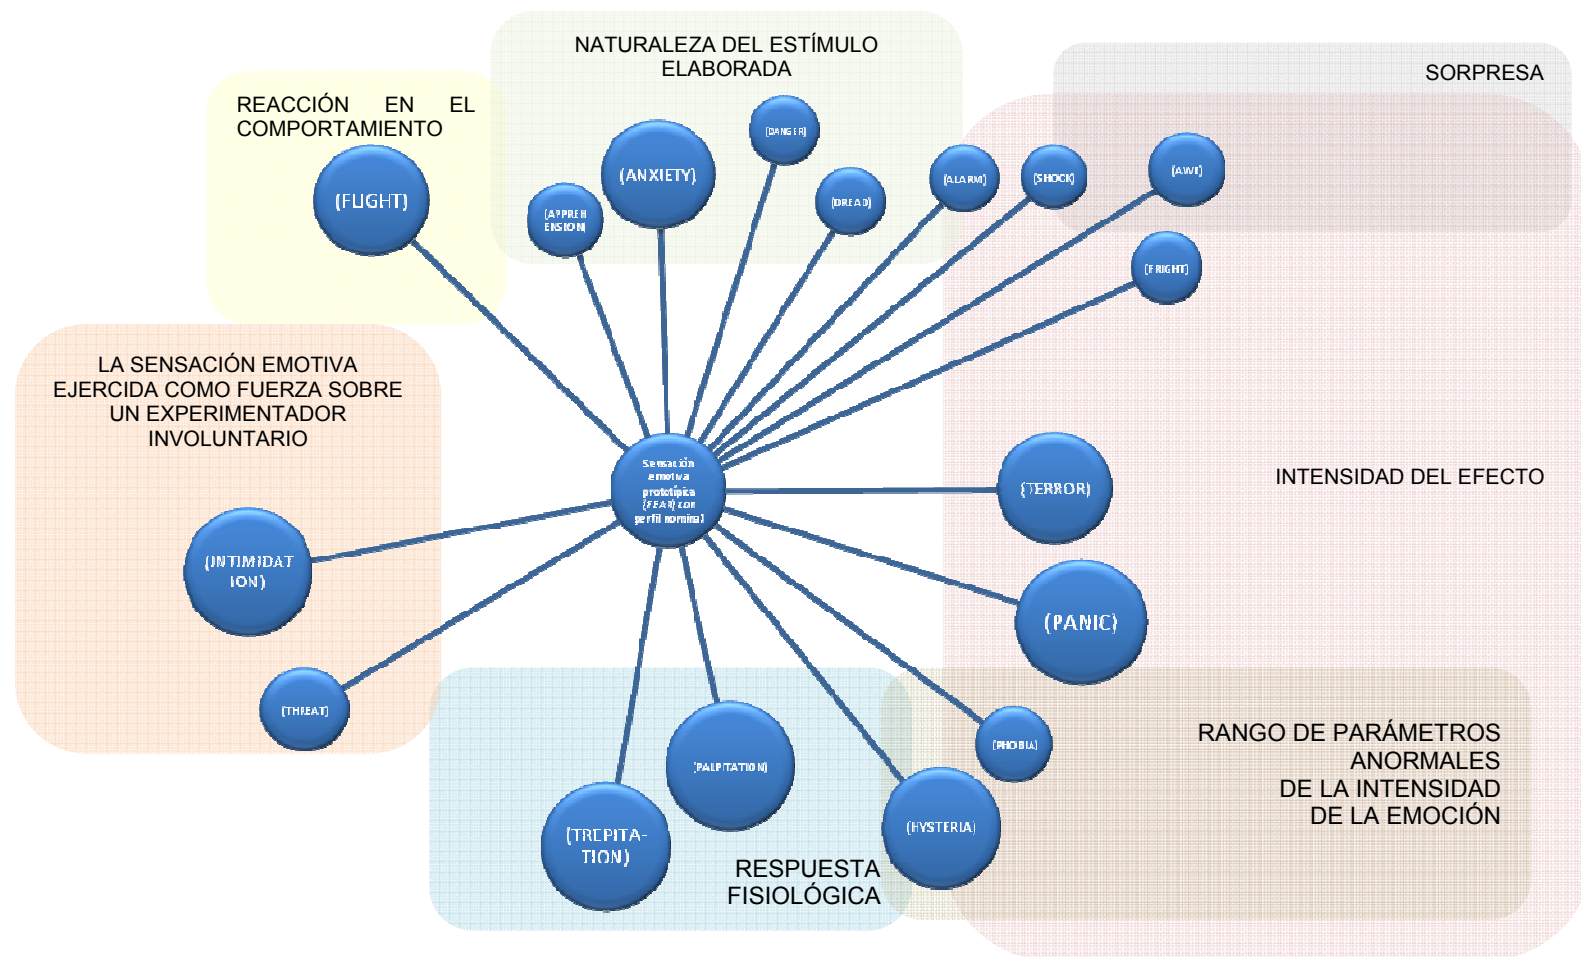 NATURALEZA DEL ESTÍMULO
ELABORADA
SORPRESA
REACCIÓN EN EL
COMPORTAMIENTO
(FLIGHT)
(APPREH
ENSION)
(ANXIETY)
(DANGER)
(DREAD)
(ALARM)
(SHOCK)
(AWE)
(FRIGHT)
LA SENSACIÓN EMOTIVA
EJERCIDA COMO FUERZA SOBRE
UN EXPERIMENTADOR
INVOLUNTARIO
Sensación
emotiva
prototípica
(FEAR) con
perfil nominal
(TERROR)
INTENSIDAD DEL EFECTO
(INTIMIDAT
ION)
(PANIC)
(THREAT)
(PALPITATION)
(PHOBIA)
(TREPITA-
TION)
(HYSTERIA)
RANGO DE PARÁMETROS
ANORMALES
DE LA INTENSIDAD
DE LA EMOCIÓN
RESPUESTA
FISIOLÓGICA